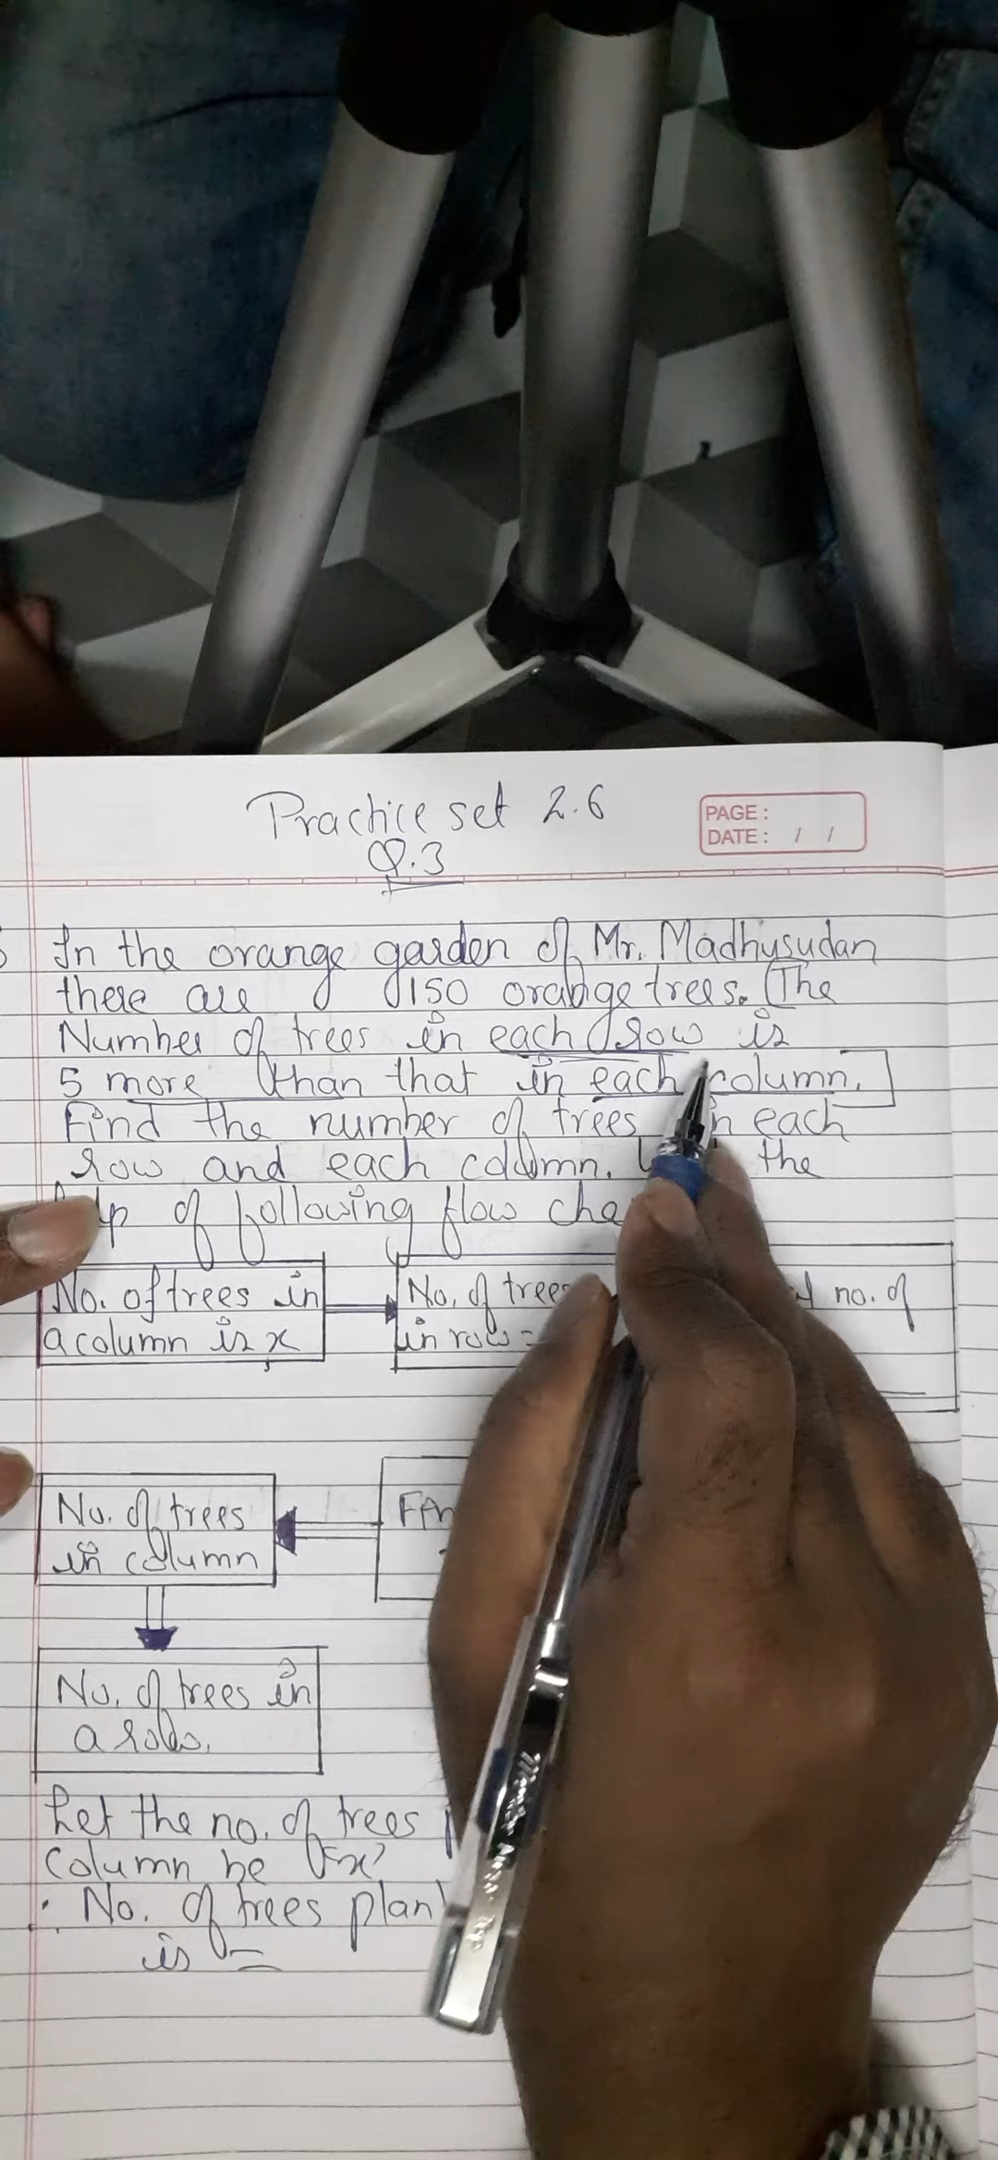 Practice set 2.6
PAGE :
DATE : / /
Q.3
In the orange garden of Mr. Madhusudan
there are 150 orange trees. The
Number of trees in each row is
5 more than that in each column.
Find the number of trees in each
row and each column. the
of following flow
No. of trees in
a column is x
No. of trees
in row =
no. of
No. of trees
in column
No. of trees in
a row.
Let the no. of trees
column be 'x'
∴ No. of trees
is =